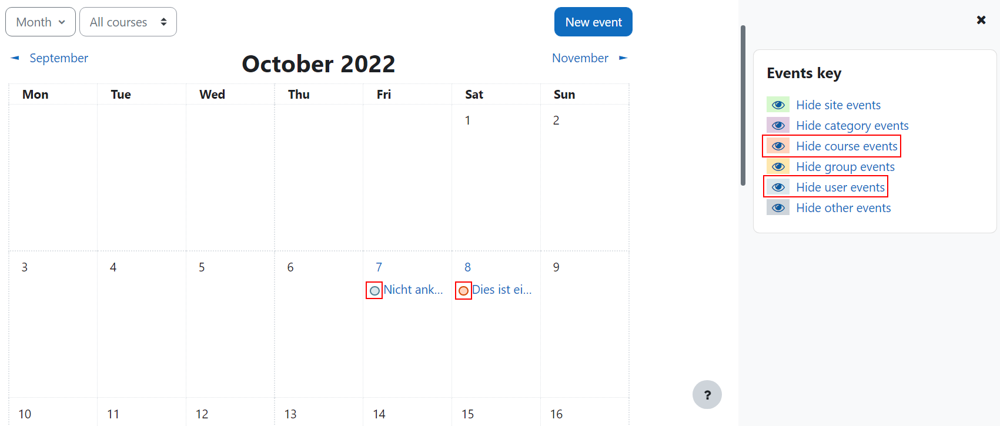 Month All courses New event
September October 2022 November
Mon Tue Wed Thu Fri Sat Sun
1 2
3 4 5 6 7 8 9
Nicht ank... Dies ist ei...
10 11 12 13 14 15 16
?
Events key
Hide site events
Hide category events
Hide course events
Hide group events
Hide user events
Hide other events